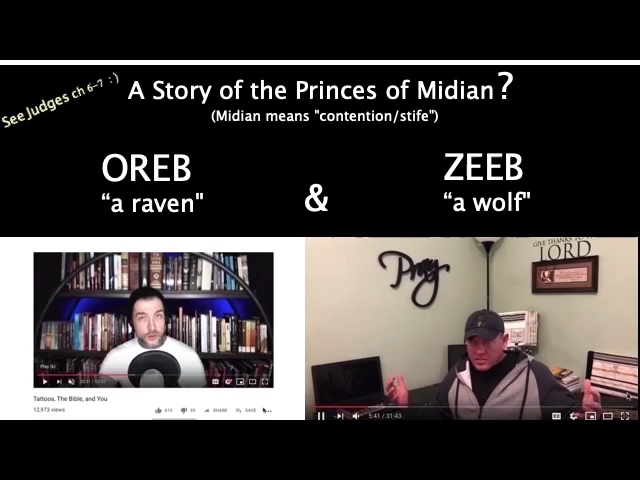 See Judges ch 6-7 :)
A Story of the Princes of Midian?
(Midian means "contention/stife")
OREB
ZEEB
“a raven"
&
“a wolf"
Pray
GIVE THANKS TO THE
LORD
Play (k)
Tattoos, The Bible, and You
12,973 views
SHARE
SAVE
5:41 / 31:43